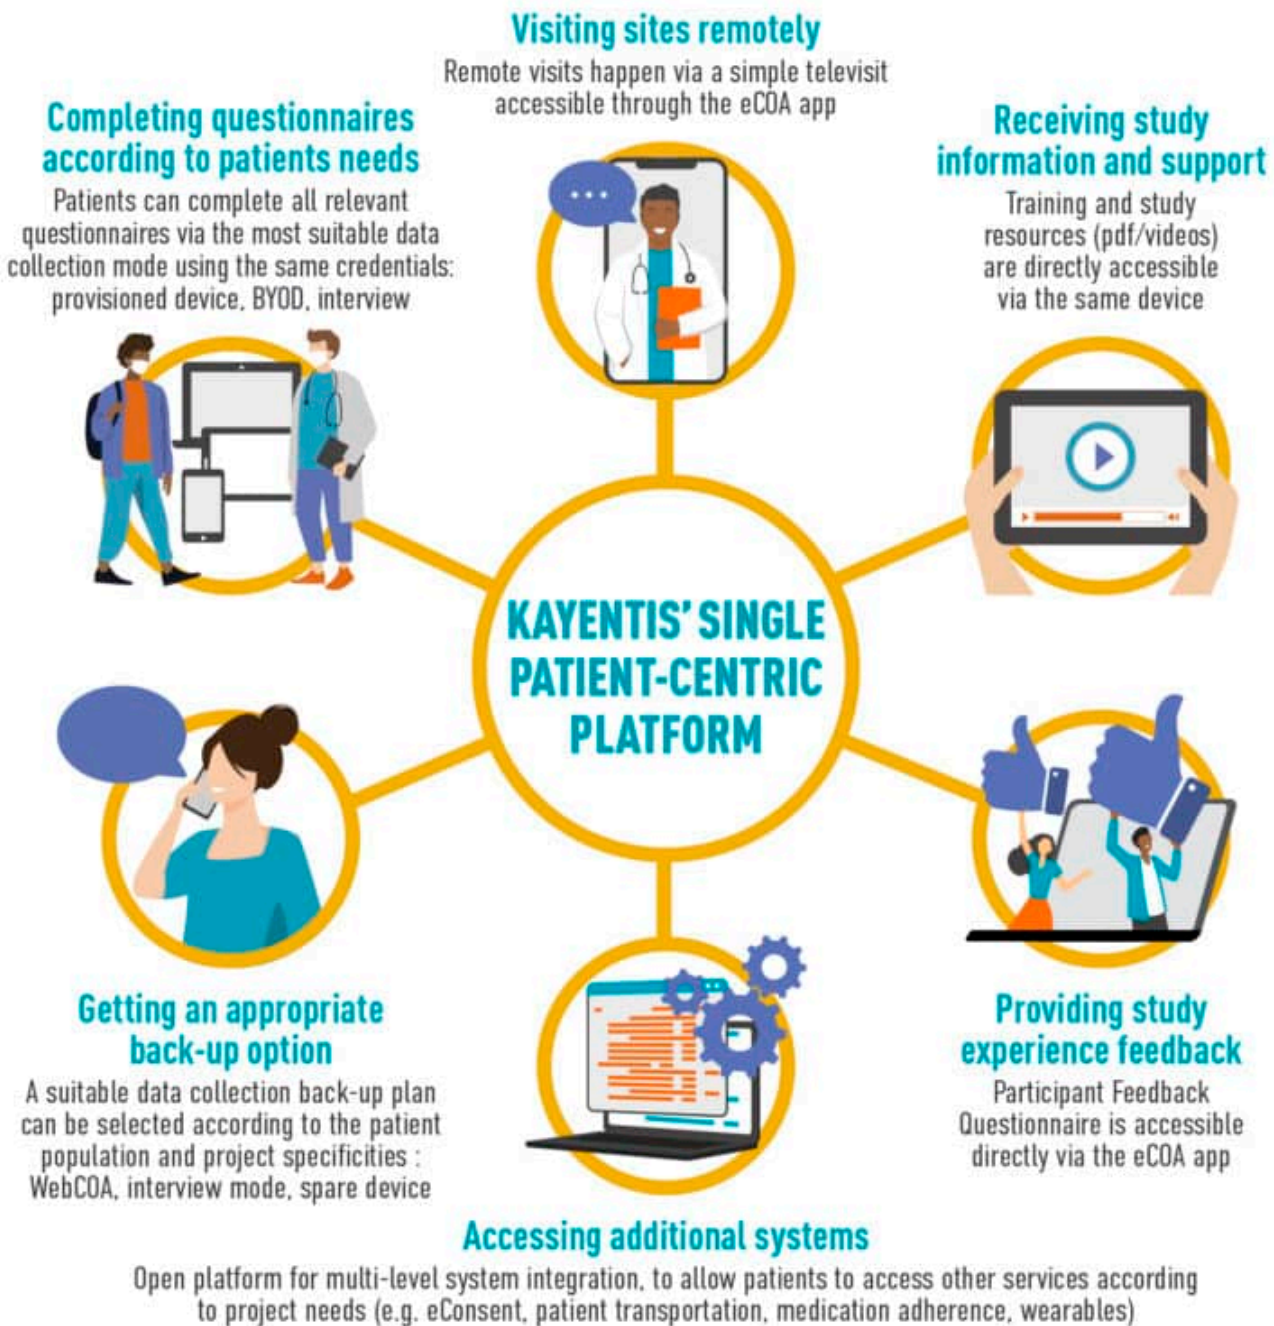 Visiting sites remotely
Remote visits happen via a simple televisit
accessible through the eCOA app
Completing questionnaires
according to patients needs
Patients can complete all relevant
questionnaires via the most suitable data
collection mode using the same credentials:
provisioned device, BYOD, interview
Receiving study
information and support
Training and study
resources (pdf/videos)
are directly accessible
via the same device
KAYENTIS' SINGLE
PATIENT-CENTRIC
PLATFORM
Getting an appropriate
back-up option
A suitable data collection back-up plan
can be selected according to the patient
population and project specificities :
WebCOA, interview mode, spare device
Providing study
experience feedback
Participant Feedback
Questionnaire is accessible
directly via the eCOA app
Accessing additional systems
Open platform for multi-level system integration, to allow patients to access other services according
to project needs (e.g. eConsent, patient transportation, medication adherence, wearables)